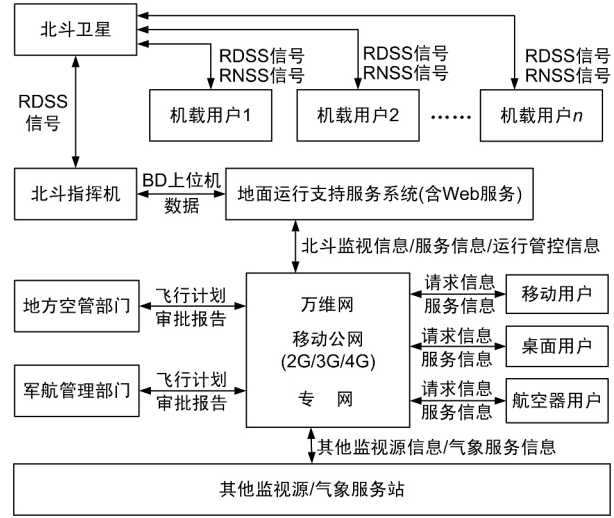 北斗卫星
RDSS信号
RNSS信号
RDSS信号
RNSS信号
RDSS信号
RNSS信号
RDSS
信号
机载用户1
机载用户2
……
机载用户n
北斗指挥机
BD上位机
数据
地面运行支持服务系统(含Web服务)
北斗监视信息/服务信息/运行管控信息
地方空管部门
飞行计划
审批报告
军航管理部门
飞行计划
审批报告
万维网
移动公网
(2G/3G/4G)
专 网
请求信息
服务信息
移动用户
请求信息
服务信息
桌面用户
请求信息
服务信息
航空器用户
其他监视源信息/气象服务信息
其他监视源/气象服务站